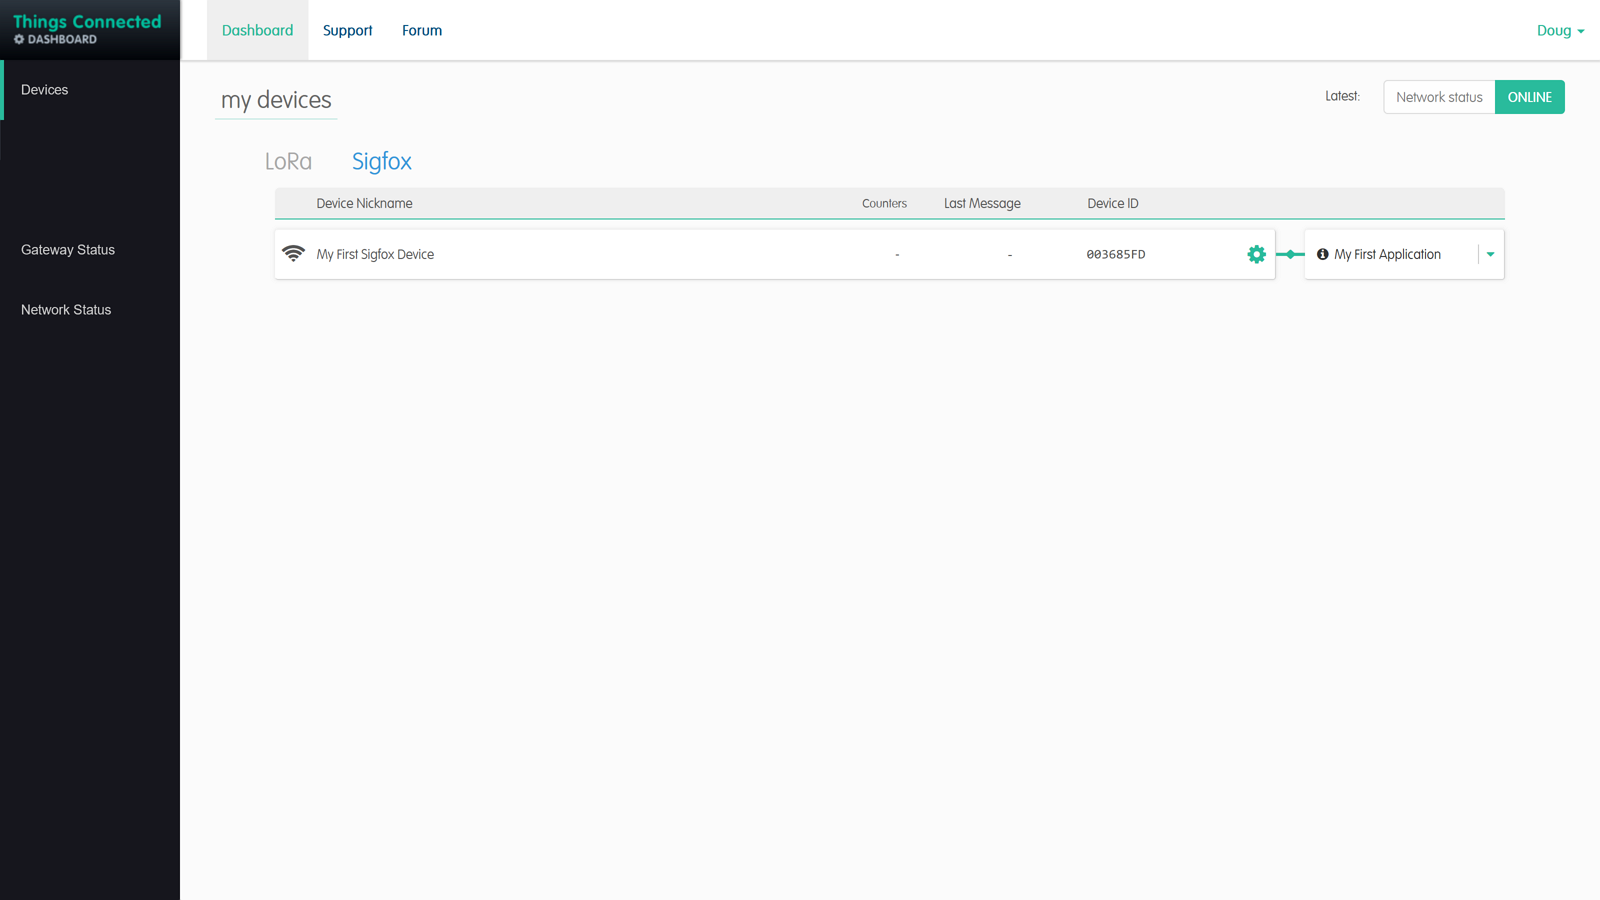 Things Connected
DASHBOARD
Dashboard Support Forum
Doug
Devices
Gateway Status
Network Status
my devices
Latest: Network status ONLINE
LoRa Sigfox
Device Nickname Counters Last Message Device ID
My First Sigfox Device - - 003685FD My First Application